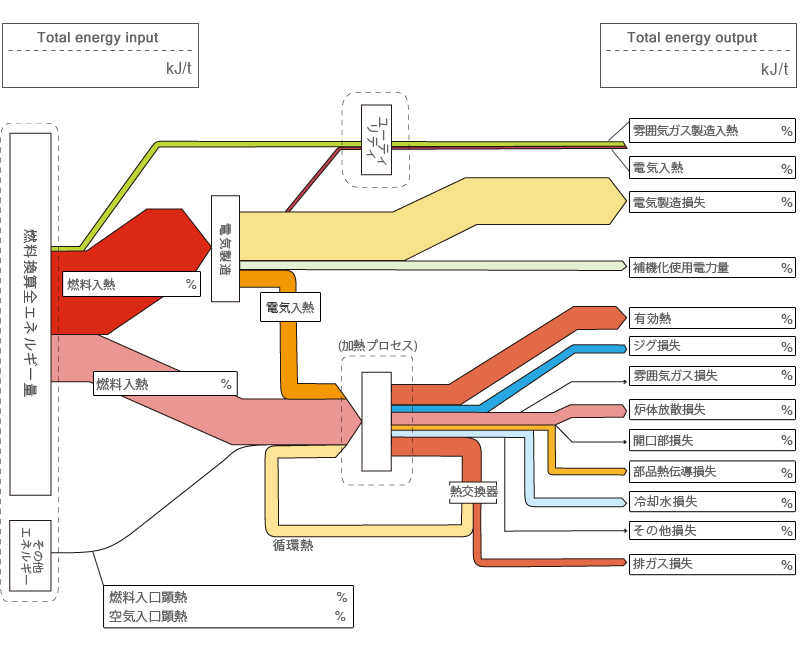 Total energy input
kJ/t
Total energy output
kJ/t
ユーティ
リティ
雰囲気ガス製造入熱 %
電気入熱 %
電気製造損失 %
燃料換算全エネルギー量
電気製造
燃料入熱 %
補機化使用電力量 %
電気入熱
有効熱 %
(加熱プロセス)
ジグ損失 %
雰囲気ガス損失 %
燃料入熱 %
炉体放散損失 %
開口部損失 %
部品熱伝導損失 %
熱交換器
冷却水損失 %
その他損失 %
循環熱
排ガス損失 %
その他
エネルギー
燃料入口顕熱 %
空気入口顕熱 %